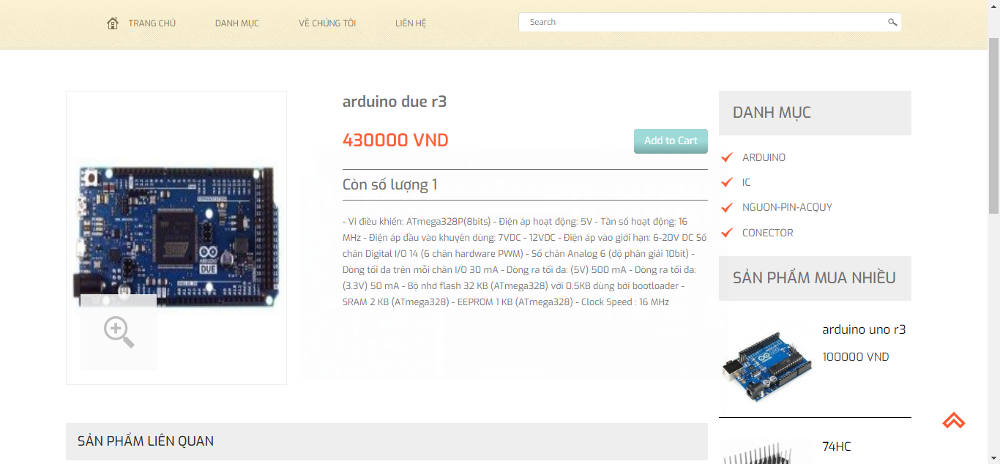 TRANG CHỦ
DANH MỤC
VỀ CHÚNG TÔI
LIÊN HỆ
Search
arduino due r3
430000 VND
Add to Cart
Còn số lượng 1
- Vi điều khiển: ATmega328P(8bits) - Điện áp hoạt động: 5V - Tần số hoạt động: 16
MHz - Điện áp đầu vào khuyên dùng: 7VDC - 12VDC - Điện áp vào giới hạn: 6-20V DC Số
chân Digital I/O 14 (6 chân hardware PWM) - Số chân Analog 6 (độ phân giải 10bit) -
Dòng tối đa trên mỗi chân I/O 30 mA - Dòng ra tối đa: (5V) 500 mA - Dòng ra tối đa:
(3.3V) 50 mA - Bộ nhớ flash 32 KB (ATmega328) với 0.5KB dùng bởi bootloader -
SRAM 2 KB (ATmega328) - EEPROM 1 KB (ATmega328) - Clock Speed : 16 MHz
ARDUINO
DUE
SẢN PHẨM LIÊN QUAN
DANH MỤC
ARDUINO
IC
NGUON-PIN-ACQUY
CONECTOR
SẢN PHẨM MUA NHIỀU
arduino uno r3
100000 VND
74HC